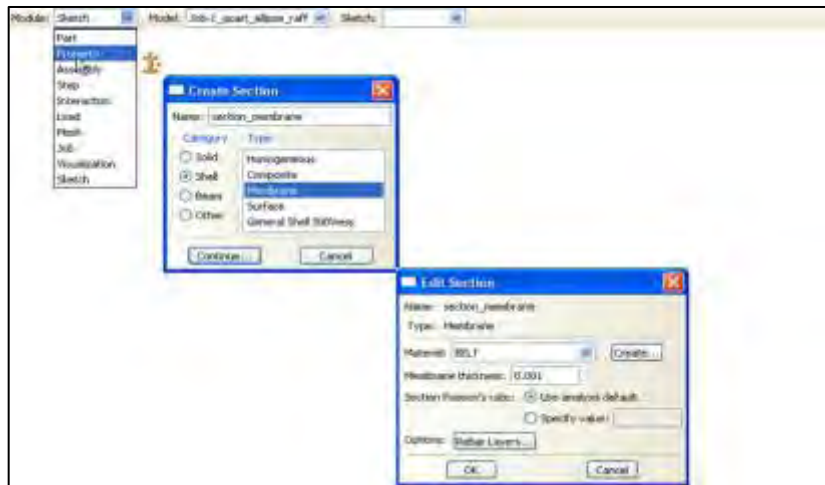 Module: Sketch Model: Job-I_quart_ellipse_raff Sketch:
Part
Property
Assembly
Step
Interaction
Load
Mesh
Job
Visualization
Sketch
Create Section
Name: section_membrane
Category Type
Solid Homogeneous
Shell Composite
Beam Membrane
Other Surface
General Shell Stiffness
Continue... Cancel
Edit Section
Name: section_membrane
Type: Membrane
Material: Create...
Membrane thickness: 0.001
Section Poisson's ratio: Use analysis default
Specify value:
Options: Rebar Layers...
OK Cancel